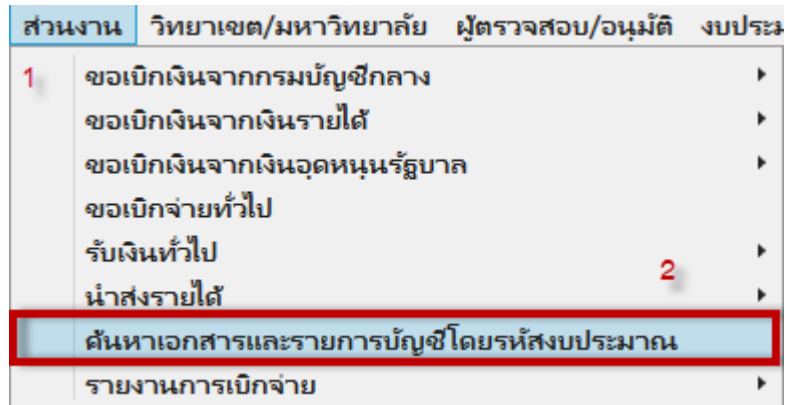 ส่วนงาน วิทยาเขต/มหาวิทยาลัย ผู้ตรวจสอบ/อนุมัติ
1 ขอเบิกเงินจากกรมบัญชีกลาง
ขอเบิกเงินจากเงินรายได้
ขอเบิกเงินจากเงินอุดหนุนรัฐบาล
ขอเบิกจ่ายทั่วไป
รับเงินทั่วไป
2
นำส่งรายได้
ค้นหาเอกสารและรายการบัญชีโดยรหัสงบประมาณ
รายงานการเบิกจ่าย